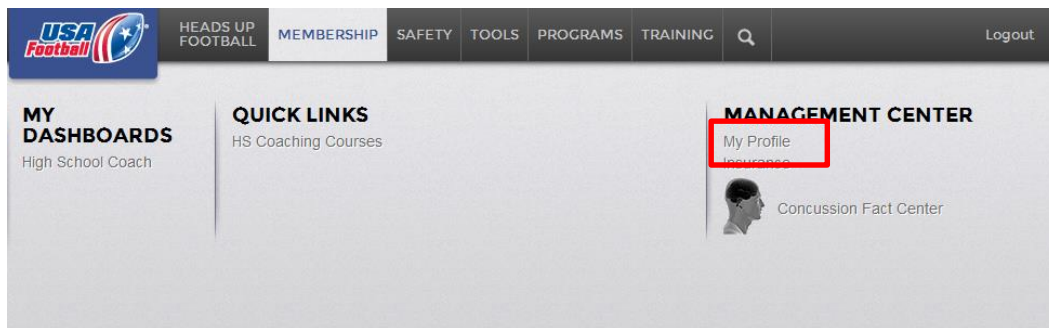 USA Football
HEADS UP FOOTBALL
MEMBERSHIP
SAFETY
TOOLS
PROGRAMS
TRAINING
Logout
MY
DASHBOARDS
High School Coach
QUICK LINKS
HS Coaching Courses
MANAGEMENT CENTER
My Profile
Insurance
Concussion Fact Center